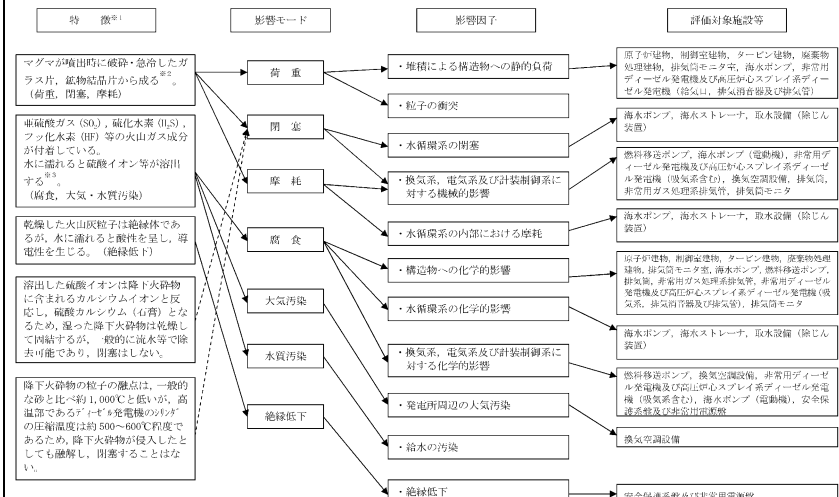 特　徴※1
影響モード
影響因子
評価対象施設等
マグマが噴出時に破砕・急冷したガ
ラス片，鉱物結晶片から成る※2。
（荷重，閉塞，摩耗）
亜硫酸ガス（SO₂），硫化水素（H₂S），
フッ化水素（HF）等の火山ガス成分
が付着している。
水に濡れると硫酸イオン等が溶出
する※3。
（腐食，大気・水質汚染）
乾燥した火山灰粒子は絶縁体であ
るが，水に濡れると酸性を呈し，導
電性を生じる。（絶縁低下）
溶出した硫酸イオンは降下火砕物
に含まれるカルシウムイオンと反
応し，硫酸カルシウム（石膏）とな
るため，湿った降下火砕物は乾燥し
て固結するが，一般的に流水等で除
去可能であり，閉塞はしない。
降下火砕物の粒子の融点は，一般的
な砂と比べ約1,000℃と低いが，高
温部であるディーゼル発電機のシリンダ
の圧縮温度は約500～600℃程度で
あるため，降下火砕物が侵入したと
しても融解し，閉塞することはな
い。
荷　重
閉　塞
摩　耗
腐　食
大気汚染
水質汚染
絶縁低下
・堆積による構造物への静的負荷
・粒子の衝突
・水循環系の閉塞
・換気系，電気系及び計装制御系に
対する機械的影響
・水循環系の内部における摩耗
・構造物への化学的影響
・水循環系の化学的影響
・換気系，電気系及び計装制御系に
対する化学的影響
・発電所周辺の大気汚染
・給水の汚染
・絶縁低下
原子炉建物，制御室建物，タービン建物，廃棄物
処理建物，排気筒モニタ室，海水ポンプ，非常用
ディーゼル発電機及び高圧炉心スプレイ系ディー
ゼル発電機（給気口，排気消音器及び排気管）
海水ポンプ，海水ストレーナ，取水設備（除じん
装置）
燃料移送ポンプ，海水ポンプ（電動機），非常用デ
ィーゼル発電機及び高圧炉心スプレイ系ディーゼ
ル発電機（吸気系含む），換気空調設備，排気筒，
非常用ガス処理系排気管，排気筒モニタ
海水ポンプ，海水ストレーナ，取水設備（除じん
装置）
原子炉建物，制御室建物，タービン建物，廃棄物処理
建物，排気筒モニタ室，海水ポンプ，燃料移送ポンプ，
排気筒，非常用ガス処理系排気管，非常用ディーゼル
発電機及び高圧炉心スプレイ系ディーゼル発電機（吸
気系，排気消音器及び排気管），排気筒モニタ
海水ポンプ，海水ストレーナ，取水設備（除じん
装置）
燃料移送ポンプ，換気空調設備，非常用ディーゼ
ル発電機及び高圧炉心スプレイ系ディーゼル発電
機（吸気系含む），海水ポンプ（電動機），安全保
護系盤及び非常用電源盤
換気空調設備
安全保護系盤及び非常用電源盤